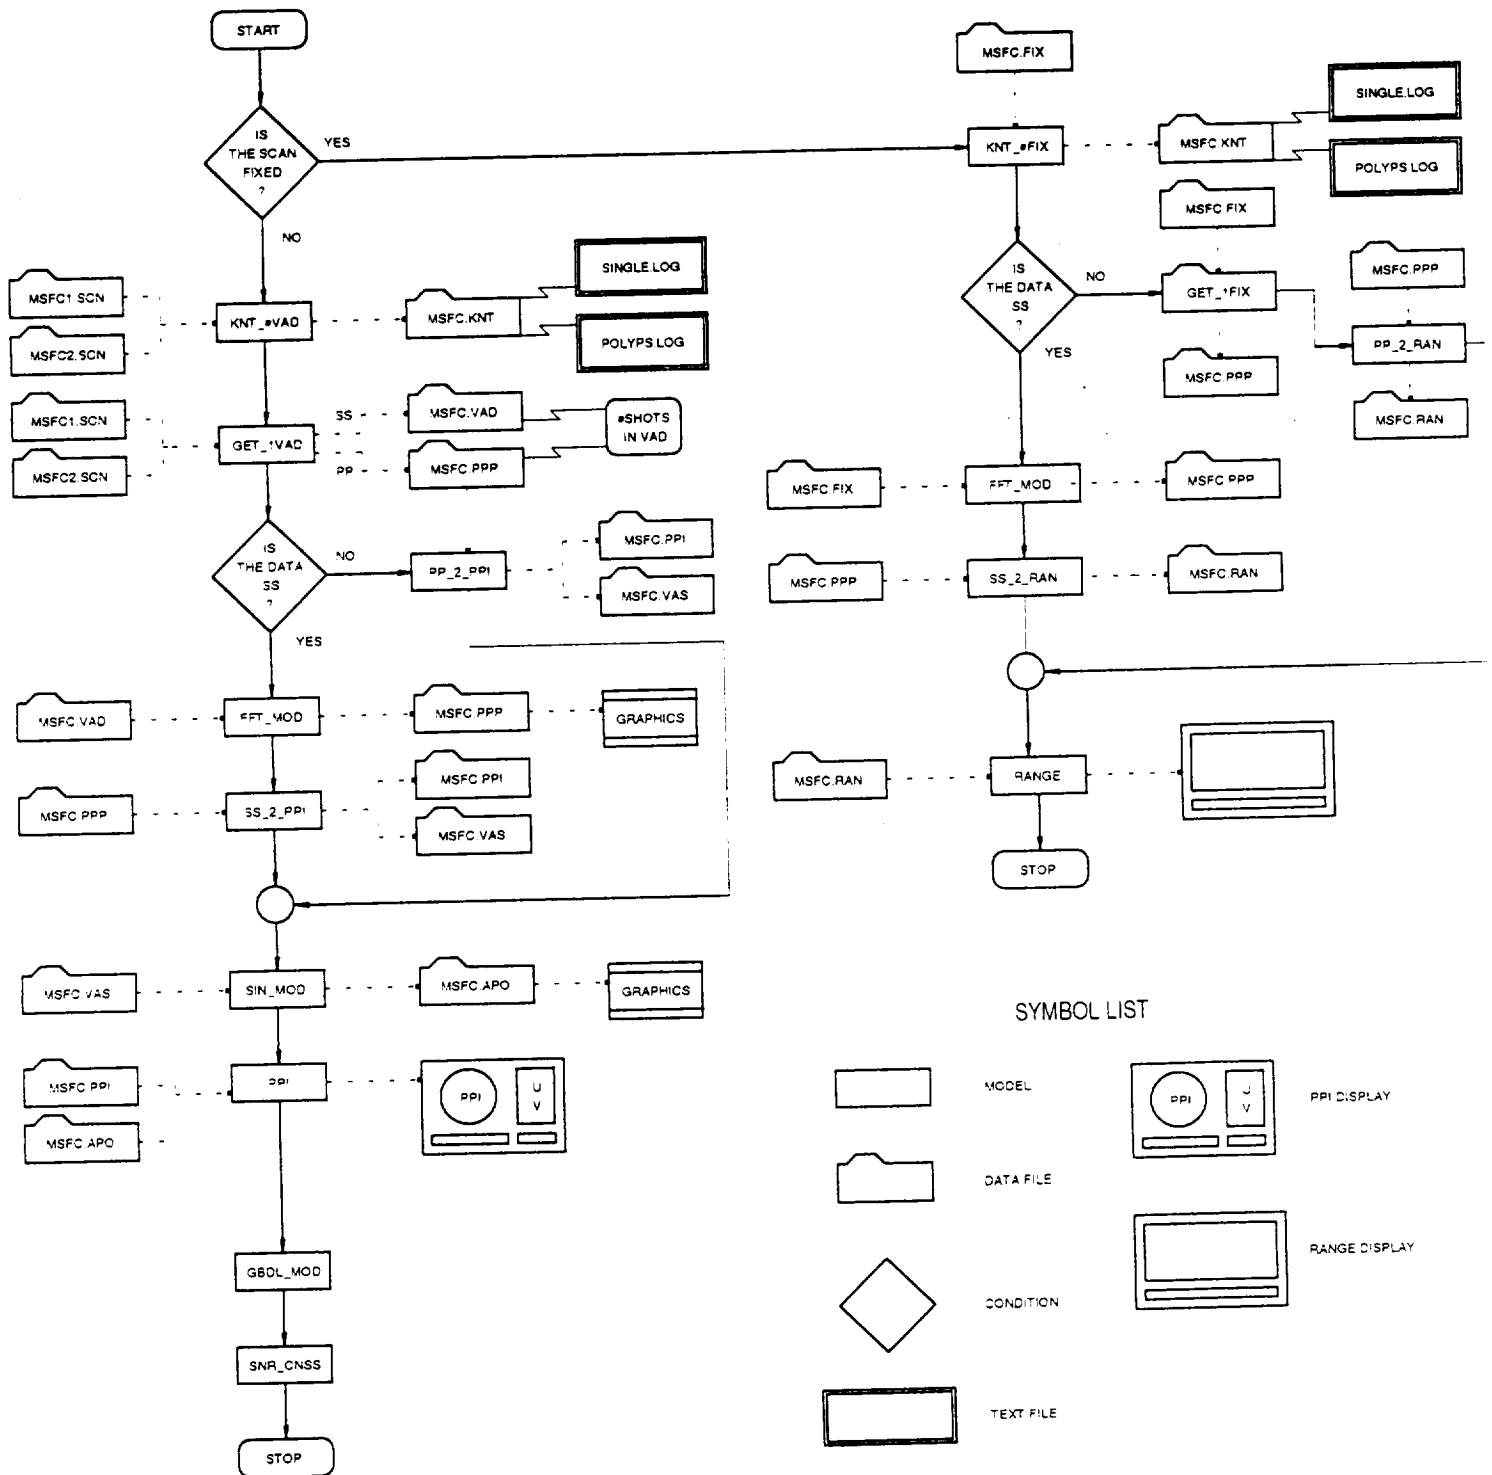 START
IS
THE SCAN
FIXED
?
YES
NO
MSFC1.SCN
MSFC2.SCN
KNT_#VAD
MSFC.KNT
SINGLE.LOG
POLYPS.LOG
MSFC1.SCN
MSFC2.SCN
GET_1VAD
SS
MSFC.VAD
PP
MSFC.PPP
#SHOTS
IN VAD
IS
THE DATA
SS
?
NO
PP_2_PPI
MSFC.PPI
MSFC.VAS
YES
MSFC.VAD
FFT_MOD
MSFC.PPP
GRAPHICS
MSFC.PPP
SS_2_PPI
MSFC.PPI
MSFC.VAS
MSFC.VAS
SIN_MOD
MSFC.APO
GRAPHICS
MSFC.PPI
MSFC.APO
PPI
PPI
U
V
GBDL_MOD
SNR_CNSS
STOP
MSFC.FIX
KNT_#FIX
MSFC.KNT
SINGLE.LOG
POLYPS.LOG
MSFC.FIX
IS
THE DATA
SS
?
NO
GET_1FIX
MSFC.PPP
MSFC.PPP
PP_2_RAN
MSFC.RAN
YES
MSFC.FIX
FFT_MOD
MSFC.PPP
MSFC.PPP
SS_2_RAN
MSFC.RAN
MSFC.RAN
RANGE
STOP
SYMBOL LIST
MODEL
PPI
U
V
PPI DISPLAY
DATA FILE
RANGE DISPLAY
CONDITION
TEXT FILE